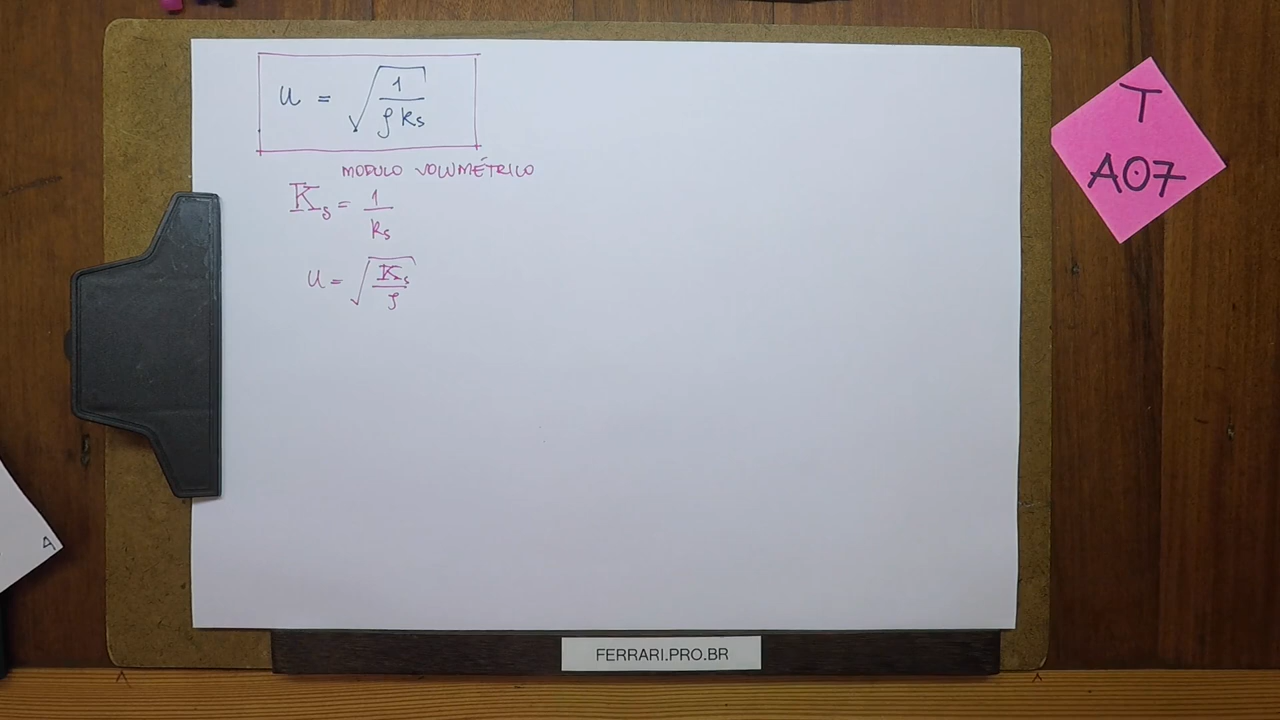 u = √(1 / ρ ks)
MODULO VOLUMÉTRICO
Ks = 1 / ks
u = √(Ks / ρ)
T
A07
A
FERRARI.PRO.BR